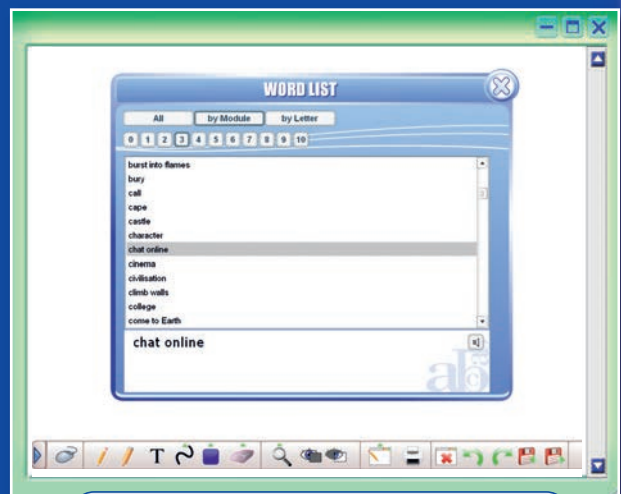 WORD LIST
All by Module by Letter
0 1 2 3 4 5 6 7 8 9 10
burst into flames
bury
call
cape
castle
character
chat online
cinema
civilisation
climb walls
college
come to Earth
chat online
abc
T